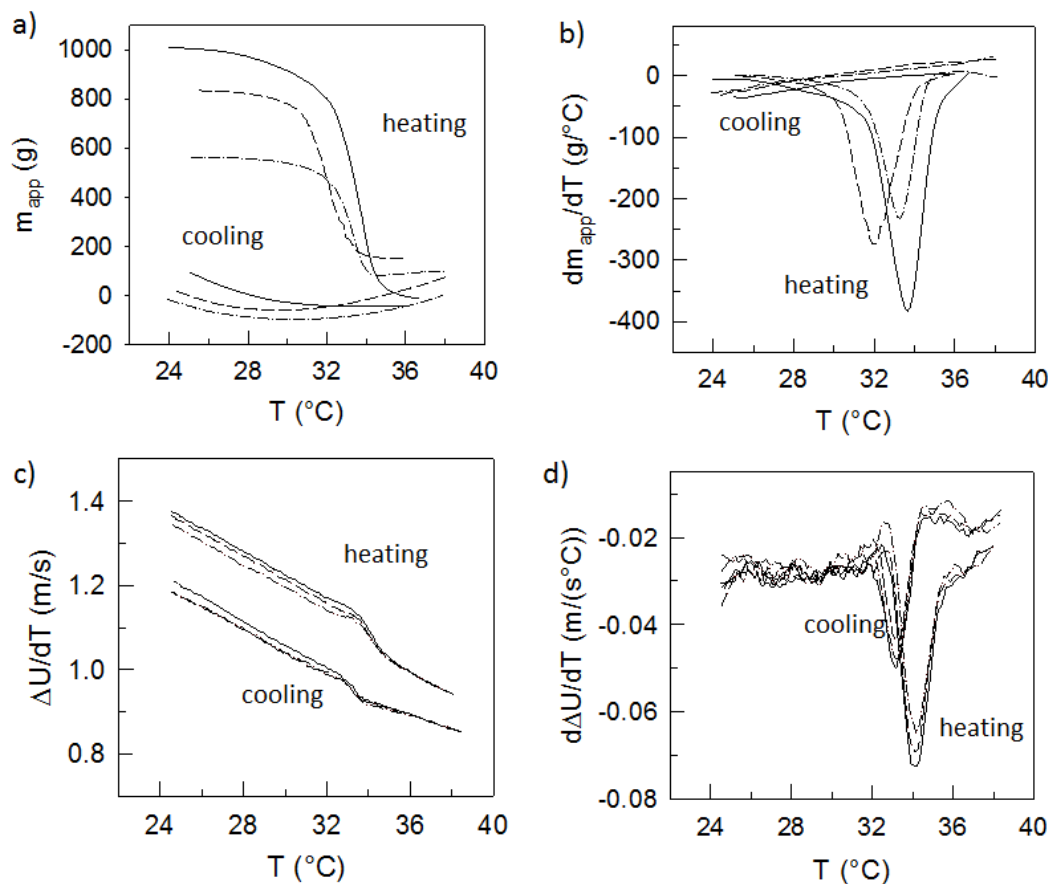 a)
1000
800
600
400
200
0
-200
m_app (g)
heating
cooling
24 28 32 36 40
T (°C)
b)
0
-100
-200
-300
-400
dm_app/dT (g/°C)
cooling
heating
24 28 32 36 40
T (°C)
c)
1.4
1.2
1.0
0.8
ΔU/dT (m/s)
heating
cooling
24 28 32 36 40
T (°C)
d)
-0.02
-0.04
-0.06
-0.08
dΔU/dT (m/(s°C))
cooling
heating
24 28 32 36 40
T (°C)